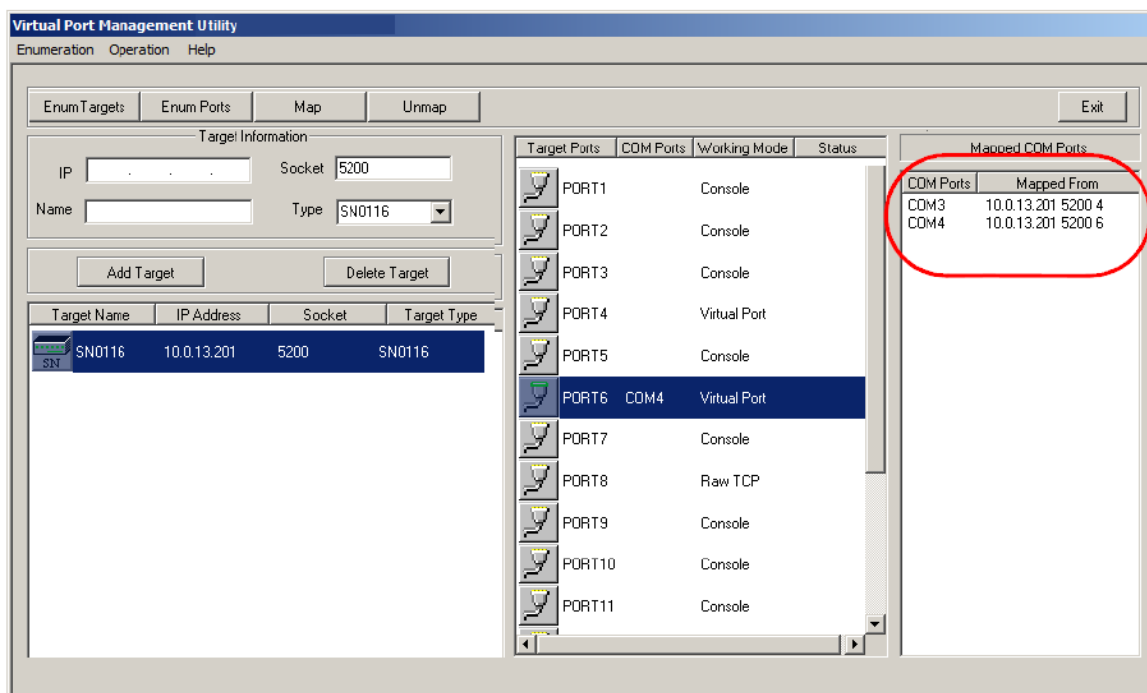 Virtual Port Management Utility
Enumeration Operation Help
Enum Targets Enum Ports Map Unmap Exit
Target Information
IP . . . Socket 5200
Name Type SN0116
Add Target Delete Target
Target Name IP Address Socket Target Type
SN SN0116 10.0.13.201 5200 SN0116
Target Ports COM Ports Working Mode Status
PORT1 Console
PORT2 Console
PORT3 Console
PORT4 Virtual Port
PORT5 Console
PORT6 COM4 Virtual Port
PORT7 Console
PORT8 Raw TCP
PORT9 Console
PORT10 Console
PORT11 Console
Mapped COM Ports
COM Ports Mapped From
COM3 10.0.13.201 5200 4
COM4 10.0.13.201 5200 6